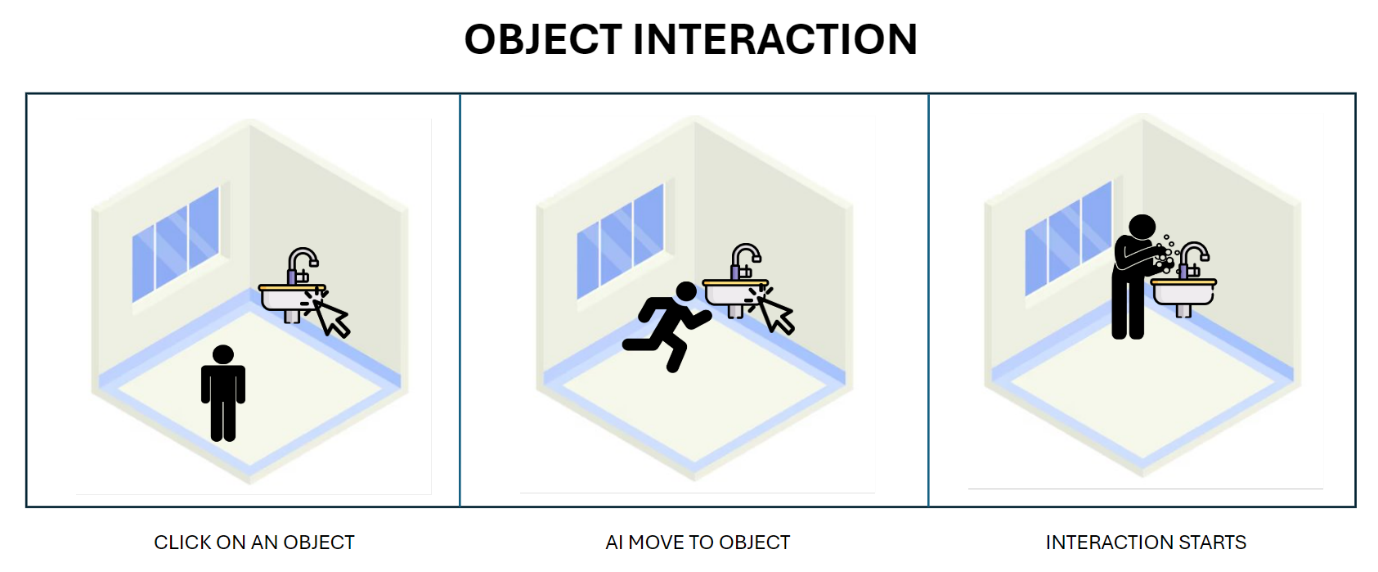 OBJECT INTERACTION
CLICK ON AN OBJECT
AI MOVE TO OBJECT
INTERACTION STARTS